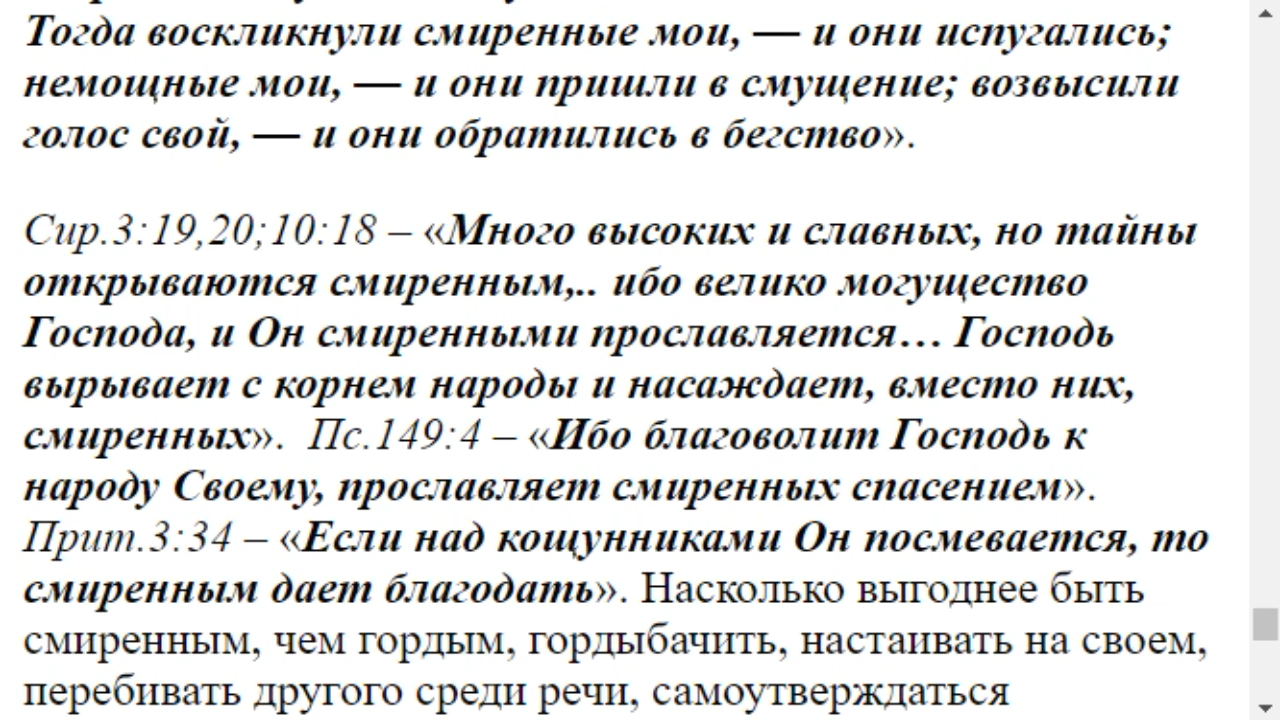 Тогда воскликнули смиренные мои, — и они испугались;
немощные мои, — и они пришли в смущение; возвысили
голос свой, — и они обратились в бегство».
Сир.3:19,20;10:18 – «Много высоких и славных, но тайны
открываются смиренным,.. ибо велико могущество
Господа, и Он смиренными прославляется… Господь
вырывает с корнем народы и насаждает, вместо них,
смиренных».  Пс.149:4 – «Ибо благоволит Господь к
народу Своему, прославляет смиренных спасением».
Прит.3:34 – «Если над кощунниками Он посмевается, то
смиренным дает благодать». Насколько выгоднее быть
смиренным, чем гордым, гордыбачить, настаивать на своем,
перебивать другого среди речи, самоутверждаться